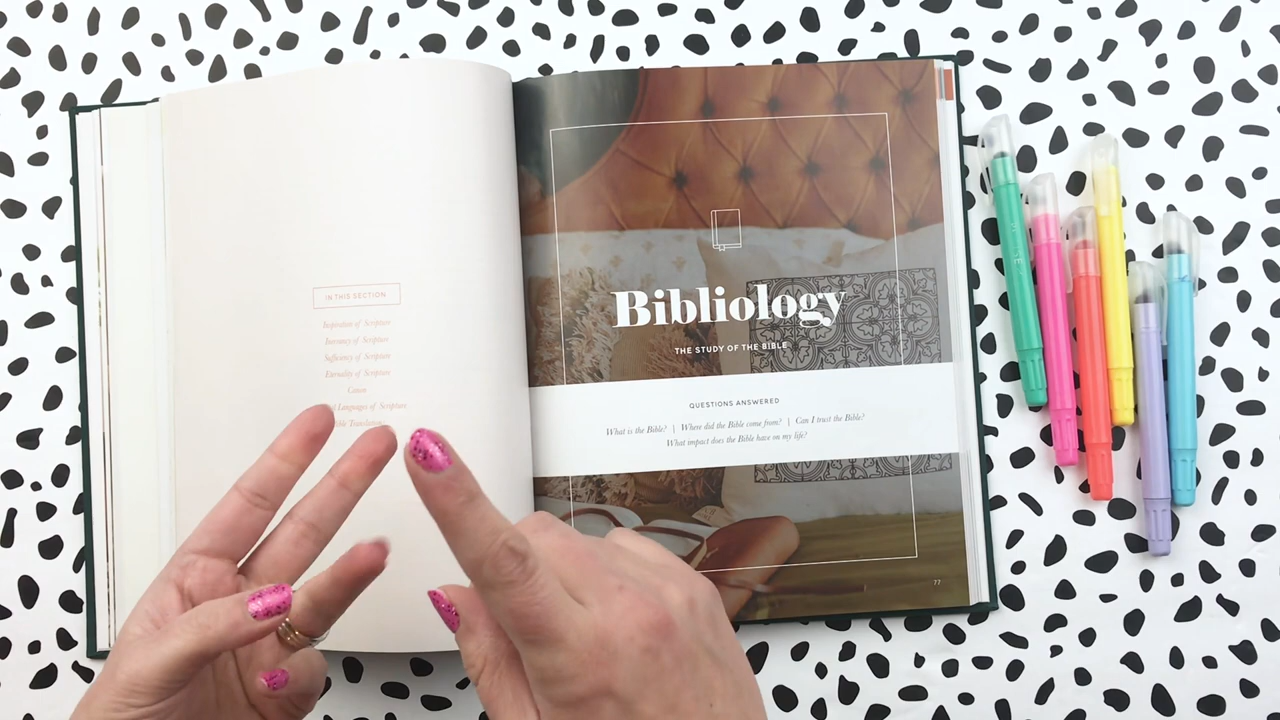 IN THIS SECTION
Inspiration of Scripture
Inerrancy of Scripture
Sufficiency of Scripture
Eternality of Scripture
Canon
Languages of Scripture
Bibliology
THE STUDY OF THE BIBLE
QUESTIONS ANSWERED
What is the Bible? | Where did the Bible come from? | Can I trust the Bible?
What impact does the Bible have on my life?
77